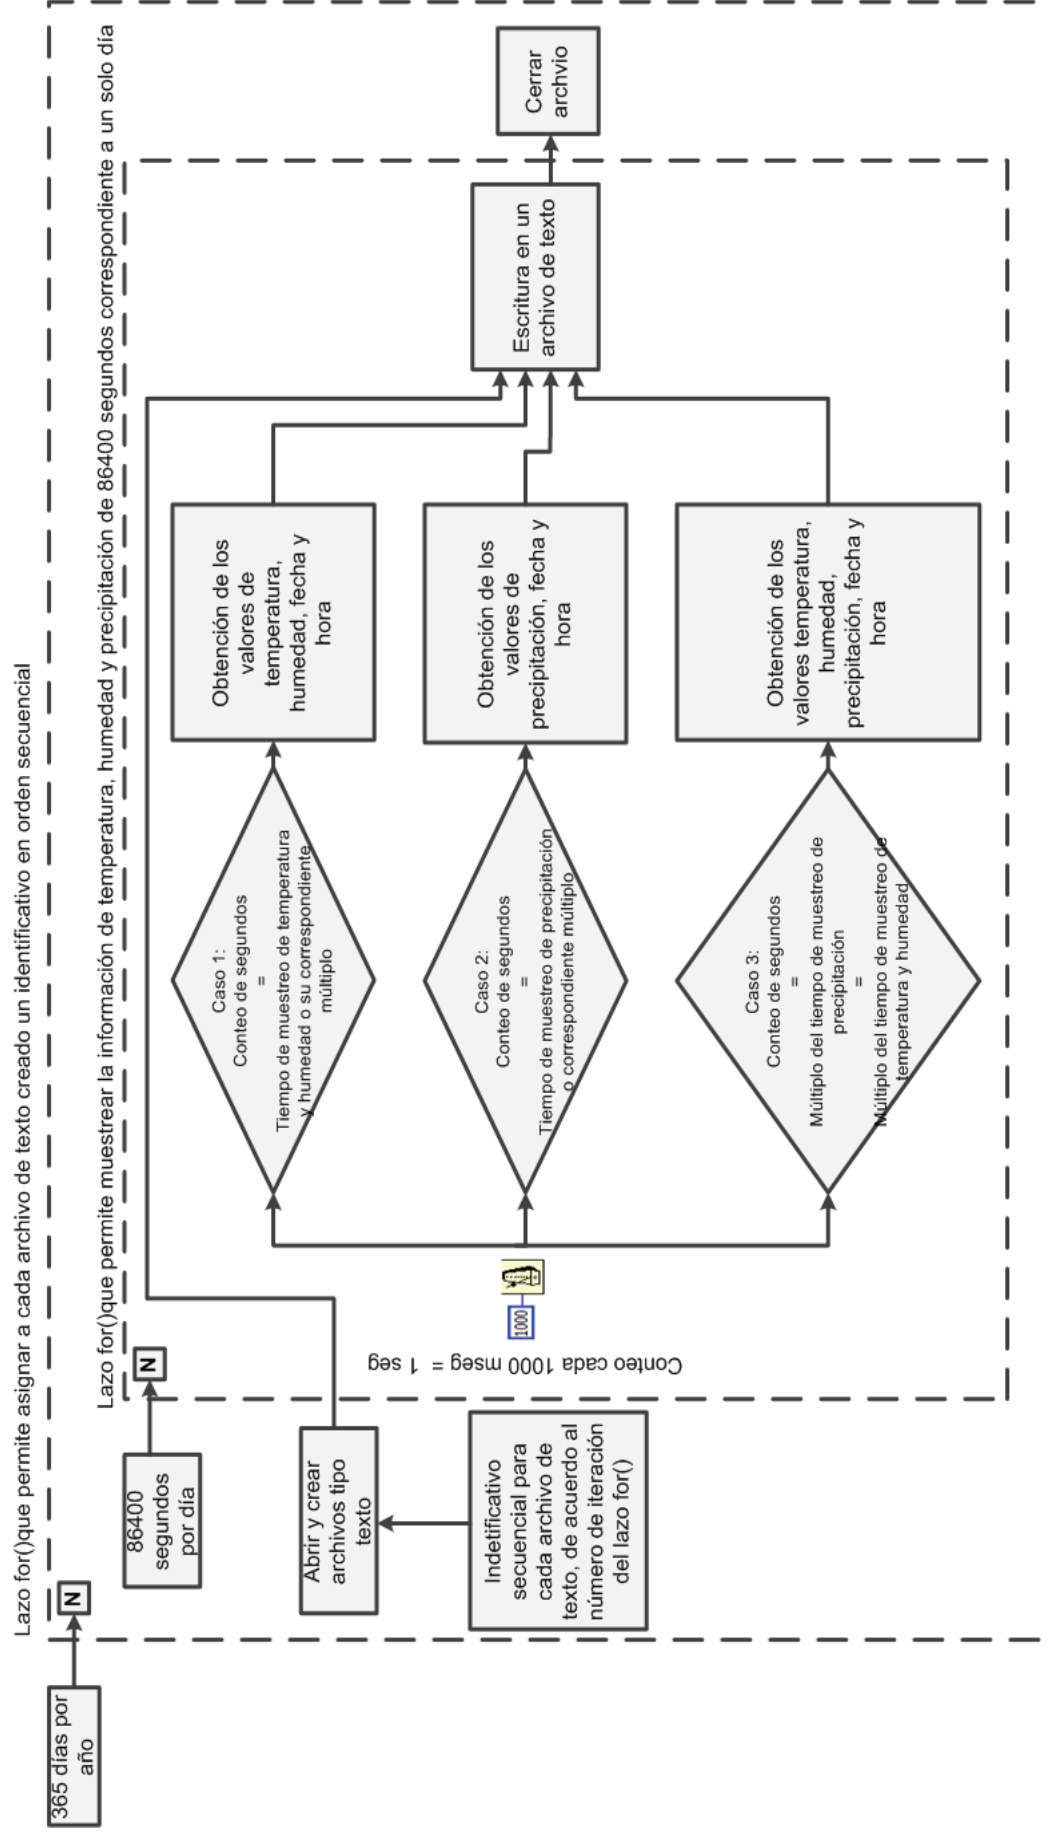 Lazo for()que permite asignar a cada archivo de texto creado un identificativo en orden secuencial
365 días por
año
N
Lazo for()que permite muestrear la información de temperatura, humedad y precipitación de 86400 segundos correspondiente a un solo día
86400
segundos
por día
N
Abrir y crear
archivos tipo
texto
Indetificativo
secuencial para
cada archivo de
texto, de acuerdo al
número de iteración
del lazo for()
Conteo cada 1000 mseg = 1 seg
1000
Caso 1:
Conteo de segundos
=
Tiempo de muestreo de temperatura
y humedad o su correspondiente
múltiplo
Caso 2:
Conteo de segundos
=
Tiempo de muestreo de precipitación
o correspondiente múltiplo
Caso 3:
Conteo de segundos
=
Múltiplo del tiempo de muestro de
precipitación
=
Múltiplo del tiempo de muestreo de
temperatura y humedad
Obtención de los
valores de
temperatura,
humedad, fecha y
hora
Obtención de los
valores de
precipitación, fecha y
hora
Obtención de los
valores temperatura,
humedad,
precipitación, fecha y
hora
Escritura en un
archivo de texto
Cerrar
archvio